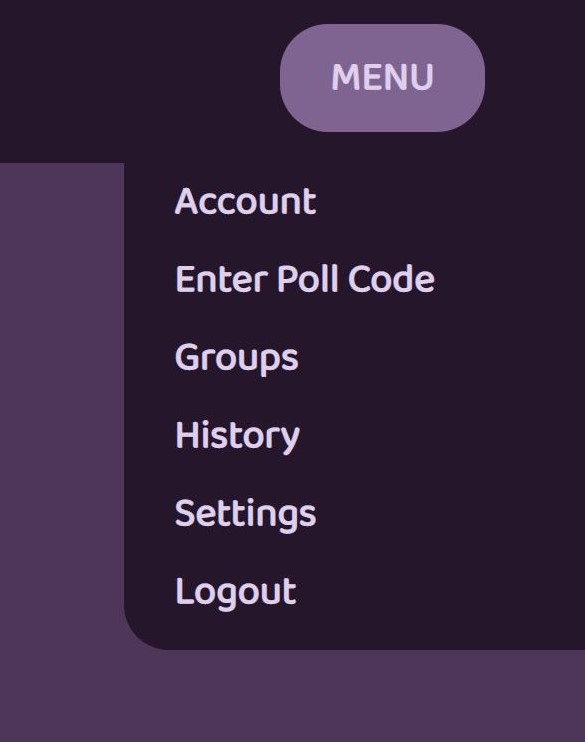 MENU
Account
Enter Poll Code
Groups
History
Settings
Logout